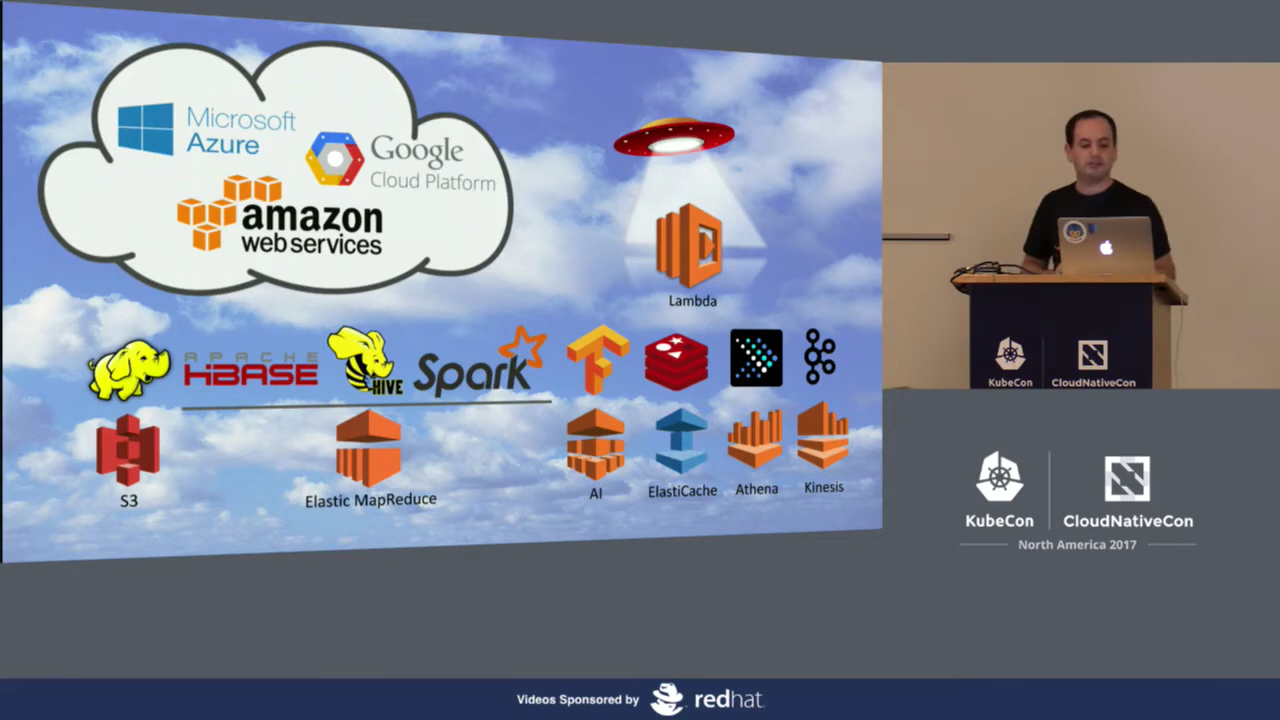 Microsoft
Azure
Google
Cloud Platform
amazon
web services
Lambda
APACHE
HBASE
HIVE
Spark
S3
Elastic MapReduce
AI
ElastiCache
Athena
Kinesis
KubeCon
CloudNativeCon
KubeCon
CloudNativeCon
North America 2017
Videos Sponsored by
redhat